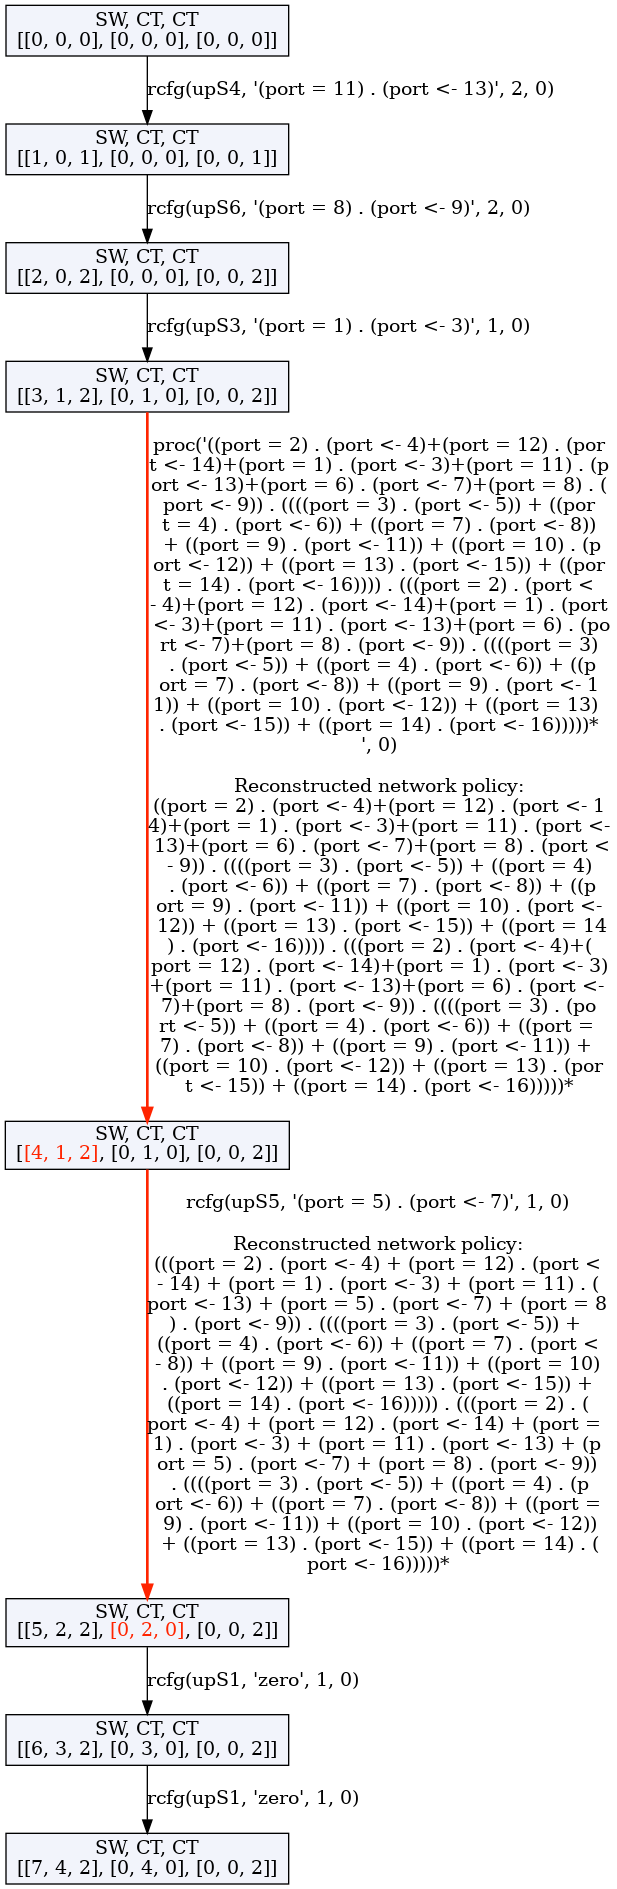 SW, CT, CT
[[0, 0, 0], [0, 0, 0], [0, 0, 0]]
rcfg(upS4, '(port = 11) . (port <- 13)', 2, 0)
SW, CT, CT
[[1, 0, 1], [0, 0, 0], [0, 0, 1]]
rcfg(upS6, '(port = 8) . (port <- 9)', 2, 0)
SW, CT, CT
[[2, 0, 2], [0, 0, 0], [0, 0, 2]]
rcfg(upS3, '(port = 1) . (port <- 3)', 1, 0)
SW, CT, CT
[[3, 1, 2], [0, 1, 0], [0, 0, 2]]
proc('((port = 2) . (port <- 4)+(port = 12) . (por
t <- 14)+(port = 1) . (port <- 3)+(port = 11) . (p
ort <- 13)+(port = 6) . (port <- 7)+(port = 8) . (
port <- 9)) . ((((port = 3) . (port <- 5)) + ((por
t = 4) . (port <- 6)) + ((port = 7) . (port <- 8))
+ ((port = 9) . (port <- 11)) + ((port = 10) . (p
ort <- 12)) + ((port = 13) . (port <- 15)) + ((por
t = 14) . (port <- 16)))) . (((port = 2) . (port <
- 4)+(port = 12) . (port <- 14)+(port = 1) . (port
<- 3)+(port = 11) . (port <- 13)+(port = 6) . (po
rt <- 7)+(port = 8) . (port <- 9)) . ((((port = 3)
. (port <- 5)) + ((port = 4) . (port <- 6)) + ((p
ort = 7) . (port <- 8)) + ((port = 9) . (port <- 1
1)) + ((port = 10) . (port <- 12)) + ((port = 13)
. (port <- 15)) + ((port = 14) . (port <- 16)))))*
', 0)
Reconstructed network policy:
((port = 2) . (port <- 4)+(port = 12) . (port <- 1
4)+(port = 1) . (port <- 3)+(port = 11) . (port <-
13)+(port = 6) . (port <- 7)+(port = 8) . (port <
- 9)) . ((((port = 3) . (port <- 5)) + ((port = 4)
. (port <- 6)) + ((port = 7) . (port <- 8)) + ((p
ort = 9) . (port <- 11)) + ((port = 10) . (port <-
12)) + ((port = 13) . (port <- 15)) + ((port = 14
) . (port <- 16)))) . (((port = 2) . (port <- 4)+(
port = 12) . (port <- 14)+(port = 1) . (port <- 3)
+(port = 11) . (port <- 13)+(port = 6) . (port <-
7)+(port = 8) . (port <- 9)) . ((((port = 3) . (po
rt <- 5)) + ((port = 4) . (port <- 6)) + ((port =
7) . (port <- 8)) + ((port = 9) . (port <- 11)) +
((port = 10) . (port <- 12)) + ((port = 13) . (por
t <- 15)) + ((port = 14) . (port <- 16)))))*
SW, CT, CT
[[4, 1, 2], [0, 1, 0], [0, 0, 2]]
rcfg(upS5, '(port = 5) . (port <- 7)', 1, 0)
Reconstructed network policy:
(((port = 2) . (port <- 4) + (port = 12) . (port <
- 14) + (port = 1) . (port <- 3) + (port = 11) . (
port <- 13) + (port = 5) . (port <- 7) + (port = 8
) . (port <- 9)) . ((((port = 3) . (port <- 5)) +
((port = 4) . (port <- 6)) + ((port = 7) . (port <
- 8)) + ((port = 9) . (port <- 11)) + ((port = 10)
. (port <- 12)) + ((port = 13) . (port <- 15)) +
((port = 14) . (port <- 16))))) . (((port = 2) . (
port <- 4) + (port = 12) . (port <- 14) + (port =
1) . (port <- 3) + (port = 11) . (port <- 13) + (p
ort = 5) . (port <- 7) + (port = 8) . (port <- 9))
. ((((port = 3) . (port <- 5)) + ((port = 4) . (p
ort <- 6)) + ((port = 7) . (port <- 8)) + ((port =
9) . (port <- 11)) + ((port = 10) . (port <- 12))
+ ((port = 13) . (port <- 15)) + ((port = 14) . (
port <- 16)))))*
SW, CT, CT
[[5, 2, 2], [0, 2, 0], [0, 0, 2]]
rcfg(upS1, 'zero', 1, 0)
SW, CT, CT
[[6, 3, 2], [0, 3, 0], [0, 0, 2]]
rcfg(upS1, 'zero', 1, 0)
SW, CT, CT
[[7, 4, 2], [0, 4, 0], [0, 0, 2]]